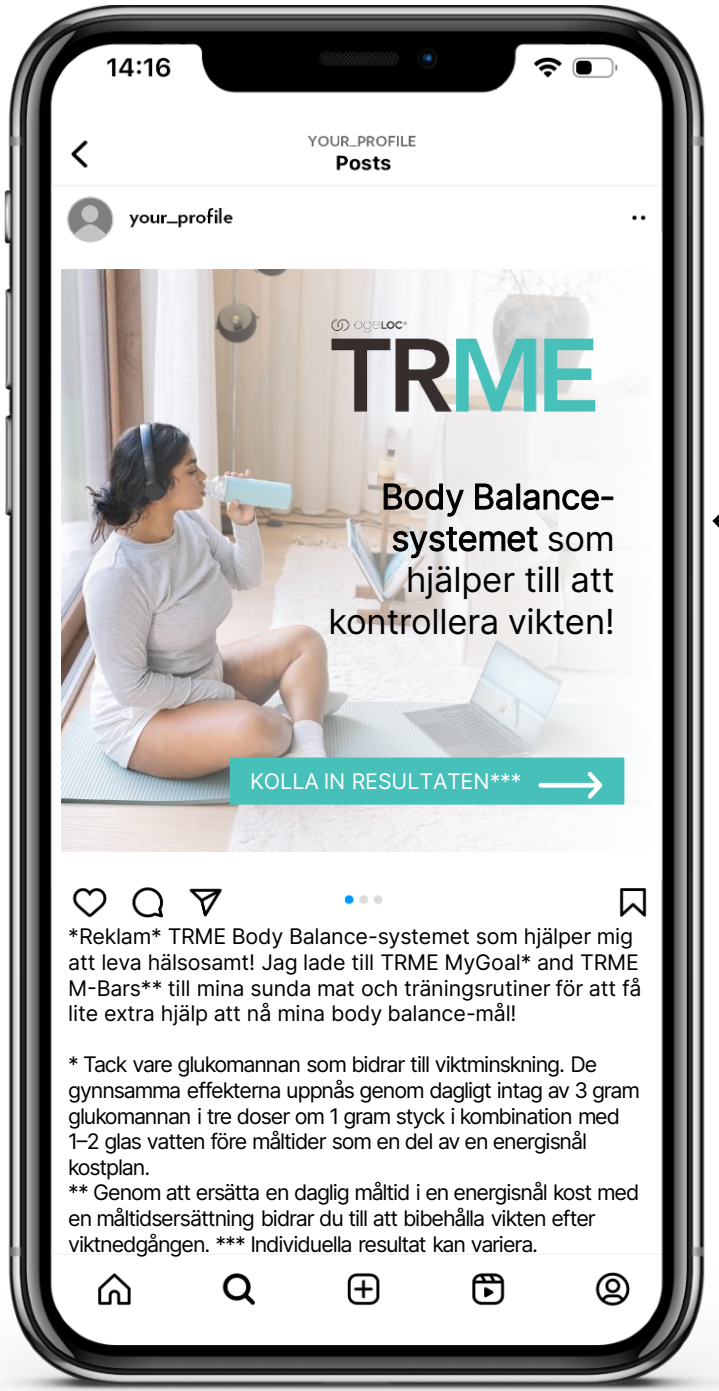 14:16
YOUR_PROFILE
Posts
your_profile
ageLOC®
TRME
Body Balance-
systemet som
hjälper till att
kontrollera vikten!
KOLLA IN RESULTATEN***
*Reklam* TRME Body Balance-systemet som hjälper mig
att leva hälsosamt! Jag lade till TRME MyGoal* and TRME
M-Bars** till mina sunda mat och träningsrutiner för att få
lite extra hjälp att nå mina body balance-mål!
* Tack vare glukomannan som bidrar till viktminskning. De
gynnsamma effekterna uppnås genom dagligt intag av 3 gram
glukomannan i tre doser om 1 gram styck i kombination med
1–2 glas vatten före måltider som en del av en energisnål
kostplan.
** Genom att ersätta en daglig måltid i en energisnål kost med
en måltidsersättning bidrar du till att bibehålla vikten efter
viktnedgången. *** Individuella resultat kan variera.